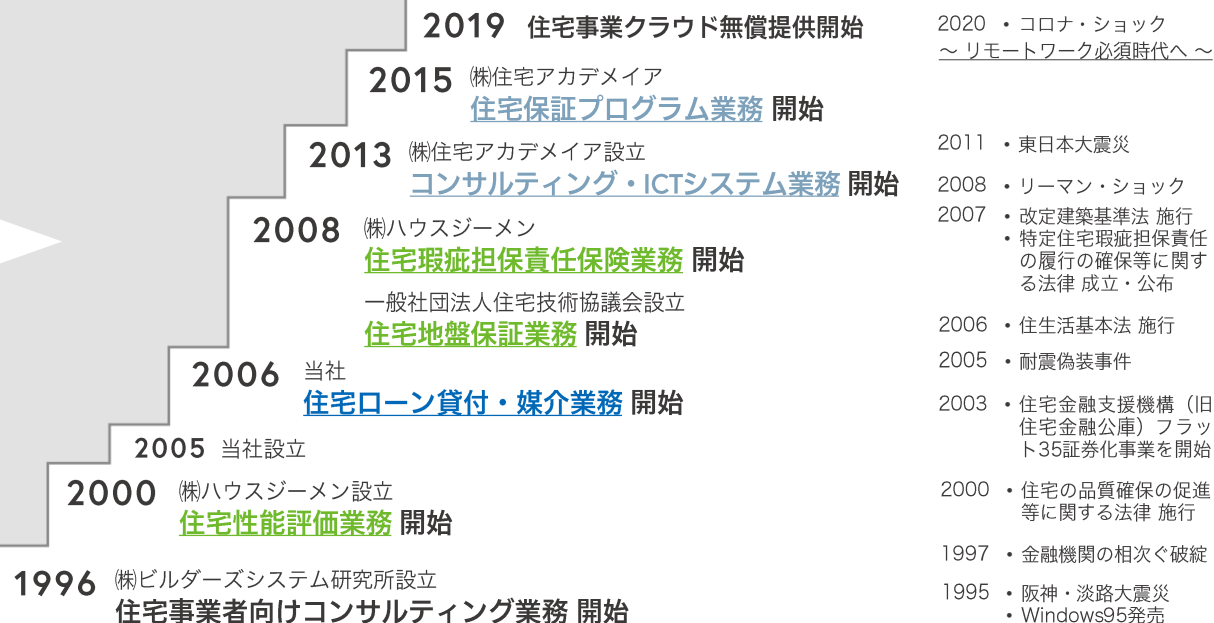 2019 住宅事業クラウド無償提供開始
2015 ㈱住宅アカデメイア
住宅保証プログラム業務 開始
2013 ㈱住宅アカデメイア設立
コンサルティング・ICTシステム業務 開始
2008 ㈱ハウスジーメン
住宅瑕疵担保責任保険業務 開始
一般社団法人住宅技術協議会設立
住宅地盤保証業務 開始
2006 当社
住宅ローン貸付・媒介業務 開始
2005 当社設立
2000 ㈱ハウスジーメン設立
住宅性能評価業務 開始
1996 ㈱ビルダーズシステム研究所設立
住宅事業者向けコンサルティング業務 開始
2020 • コロナ・ショック
〜 リモートワーク必須時代へ 〜
2011 • 東日本大震災
2008 • リーマン・ショック
2007 • 改定建築基準法 施行
• 特定住宅瑕疵担保責任
の履行の確保等に関す
る法律 成立・公布
2006 • 住生活基本法 施行
2005 • 耐震偽装事件
2003 • 住宅金融支援機構（旧
住宅金融公庫）フラッ
ト35証券化事業を開始
2000 • 住宅の品質確保の促進
等に関する法律 施行
1997 • 金融機関の相次ぐ破綻
1995 • 阪神・淡路大震災
• Windows95発売